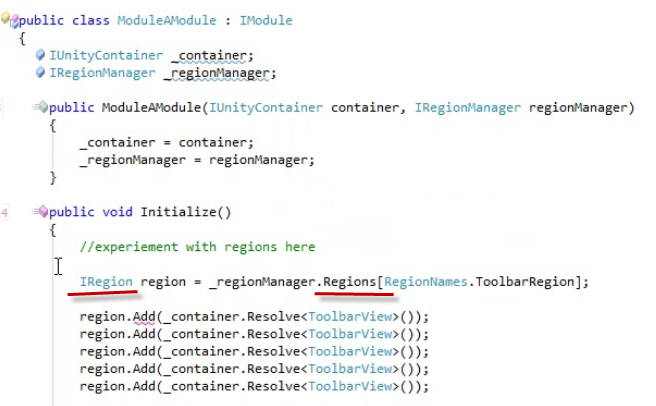 public class ModuleAModule : IModule
{
IUnityContainer _container;
IRegionManager _regionManager;
public ModuleAModule(IUnityContainer container, IRegionManager regionManager)
{
_container = container;
_regionManager = regionManager;
}
4 public void Initialize()
{
//experiement with regions here
IRegion region = _regionManager.Regions[RegionNames.ToolbarRegion];
region.Add(_container.Resolve<ToolbarView>());
region.Add(_container.Resolve<ToolbarView>());
region.Add(_container.Resolve<ToolbarView>());
region.Add(_container.Resolve<ToolbarView>());
region.Add(_container.Resolve<ToolbarView>());